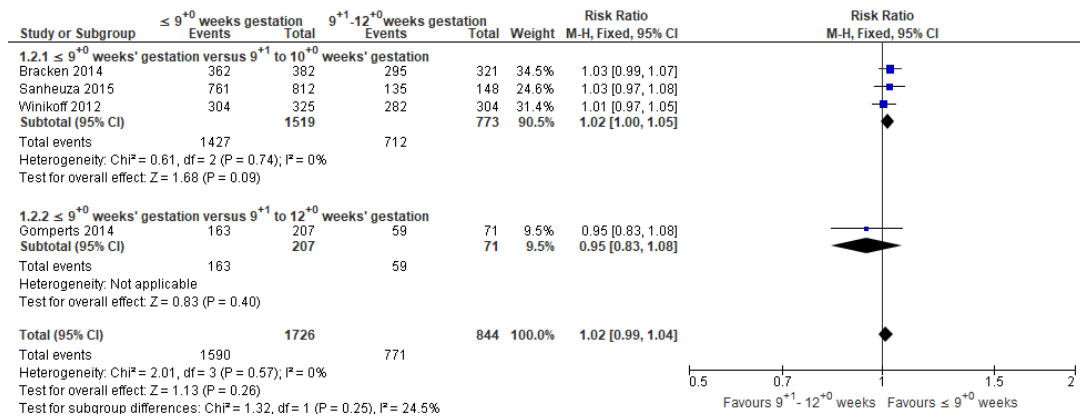 ≤ 9⁺⁰ weeks gestation 9⁺¹-12⁺⁰weeks gestation Risk Ratio Risk Ratio
Study or Subgroup Events Total Events Total Weight M-H, Fixed, 95% CI M-H, Fixed, 95% CI
1.2.1 ≤ 9⁺⁰ weeks' gestation versus 9⁺¹ to 10⁺⁰ weeks' gestation
Bracken 2014 362 382 295 321 34.5% 1.03 [0.99, 1.07]
Sanheuza 2015 761 812 135 148 24.6% 1.03 [0.97, 1.08]
Winikoff 2012 304 325 282 304 31.4% 1.01 [0.97, 1.05]
Subtotal (95% CI) 1519 773 90.5% 1.02 [1.00, 1.05]
Total events 1427 712
Heterogeneity: Chi² = 0.61, df = 2 (P = 0.74); I² = 0%
Test for overall effect: Z = 1.68 (P = 0.09)
1.2.2 ≤ 9⁺⁰ weeks' gestation versus 9⁺¹ to 12⁺⁰ weeks' gestation
Gomperts 2014 163 207 59 71 9.5% 0.95 [0.83, 1.08]
Subtotal (95% CI) 207 71 9.5% 0.95 [0.83, 1.08]
Total events 163 59
Heterogeneity: Not applicable
Test for overall effect: Z = 0.83 (P = 0.40)
Total (95% CI) 1726 844 100.0% 1.02 [0.99, 1.04]
Total events 1590 771
Heterogeneity: Chi² = 2.01, df = 3 (P = 0.57); I² = 0%
Test for overall effect: Z = 1.13 (P = 0.26)
Test for subgroup differences: Chi² = 1.32, df = 1 (P = 0.25), I² = 24.5%
0.5 0.7 1 1.5 2
Favours 9⁺¹- 12⁺⁰ weeks Favours ≤ 9⁺⁰ weeks